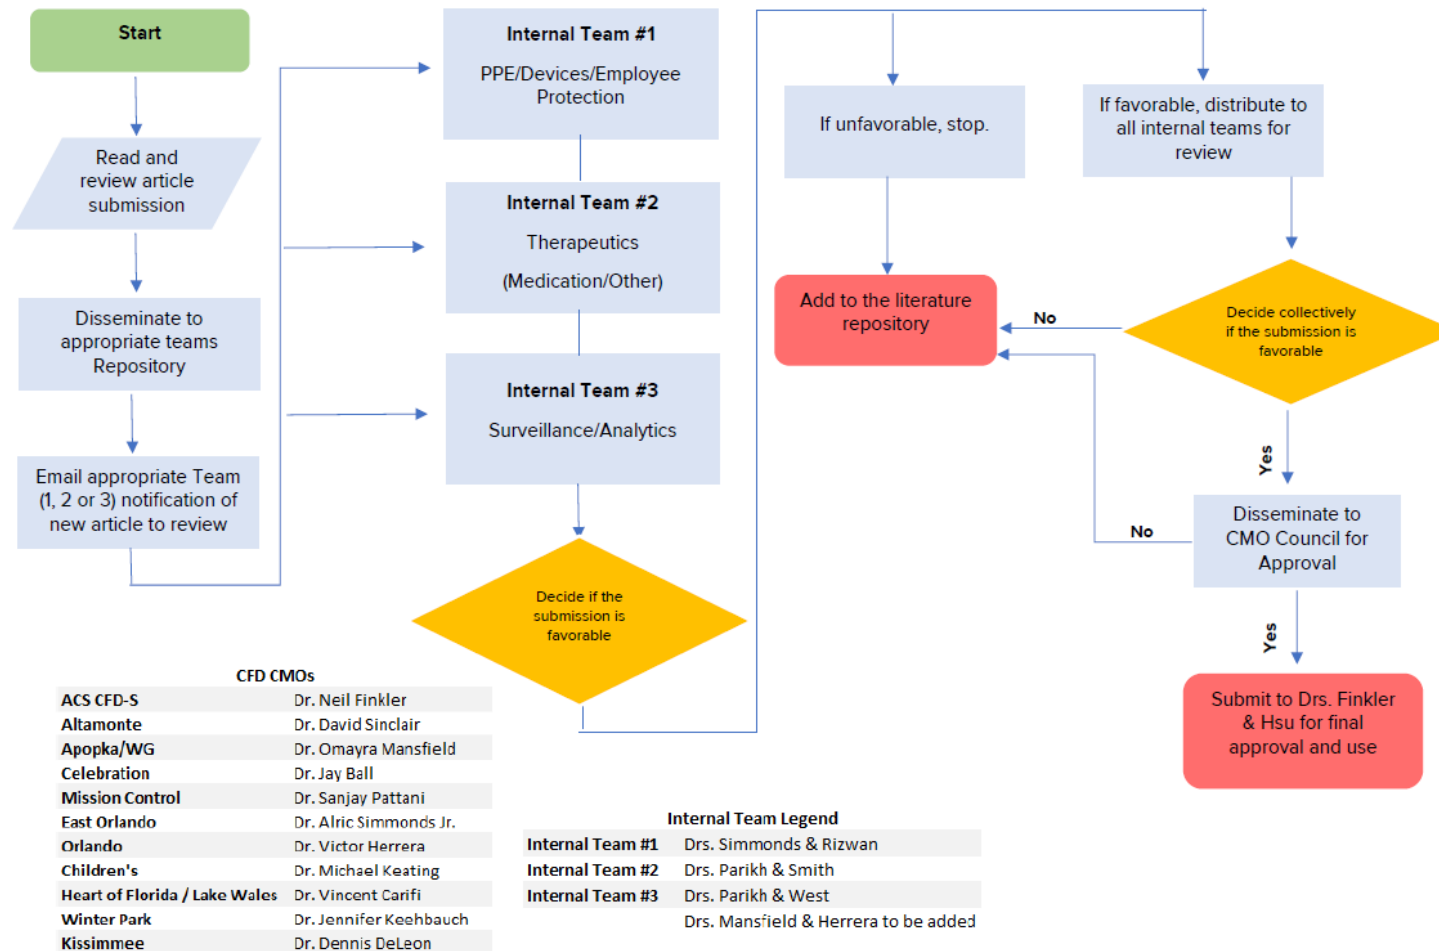 Start
Read and
review article
submission
Disseminate to
appropriate teams
Repository
Email appropriate Team
(1, 2 or 3) notification of
new article to review
Internal Team #1
PPE/Devices/Employee
Protection
Internal Team #2
Therapeutics
(Medication/Other)
Internal Team #3
Surveillance/Analytics
Decide if the
submission is
favorable
If unfavorable, stop.
If favorable, distribute to
all internal teams for
review
Add to the literature
repository
No
Decide collectively
if the submission is
favorable
Yes
No
Disseminate to
CMO Council for
Approval
Yes
Submit to Drs. Finkler
& Hsu for final
approval and use
CFD CMOs
ACS CFD-S Dr. Neil Finkler
Altamonte Dr. David Sinclair
Apopka/WG Dr. Omayra Mansfield
Celebration Dr. Jay Ball
Mission Control Dr. Sanjay Pattani
East Orlando Dr. Alric Simmonds Jr.
Orlando Dr. Victor Herrera
Children's Dr. Michael Keating
Heart of Florida / Lake Wales Dr. Vincent Carifi
Winter Park Dr. Jennifer Keehbauch
Kissimmee Dr. Dennis DeLeon
Internal Team Legend
Internal Team #1 Drs. Simmonds & Rizwan
Internal Team #2 Drs. Parikh & Smith
Internal Team #3 Drs. Parikh & West
Drs. Mansfield & Herrera to be added